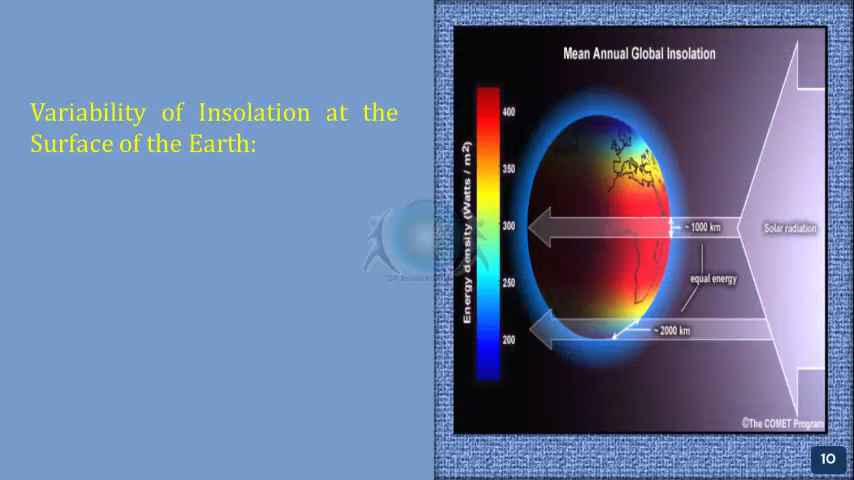 Variability of Insolation at the
Surface of the Earth:
Mean Annual Global Insolation
Energy density (Watts / m2)
400
350
300
250
200
~ 1000 km
Solar radiation
equal energy
~ 2000 km
©The COMET Program
10